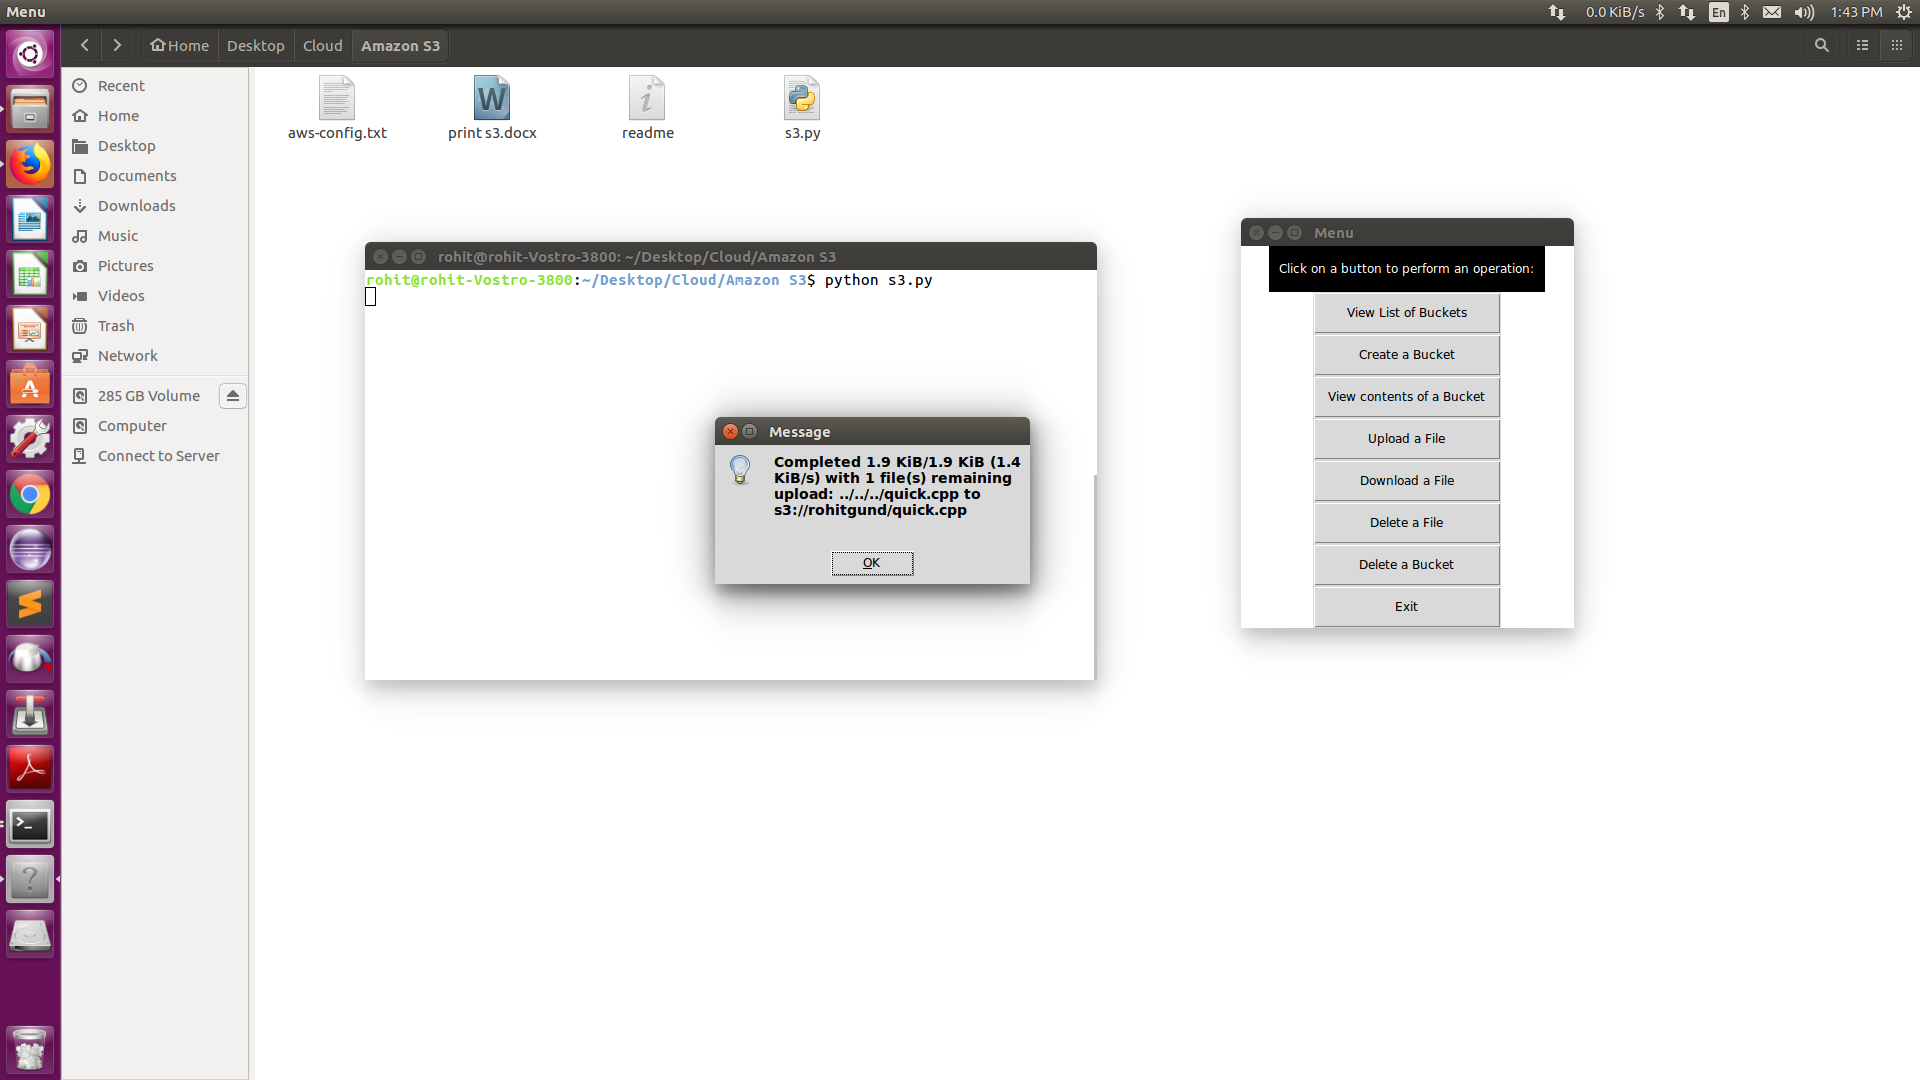 Menu
0.0 KiB/s
En
1:43 PM
Home
Desktop
Cloud
Amazon S3
Recent
Home
Desktop
Documents
Downloads
Music
Pictures
Videos
Trash
Network
285 GB Volume
Computer
Connect to Server
aws-config.txt
print s3.docx
readme
s3.py
rohit@rohit-Vostro-3800: ~/Desktop/Cloud/Amazon S3
rohit@rohit-Vostro-3800:~/Desktop/Cloud/Amazon S3$ python s3.py
Message
Completed 1.9 KiB/1.9 KiB (1.4
KiB/s) with 1 file(s) remaining
upload: ../../../quick.cpp to
s3://rohitgund/quick.cpp
OK
Menu
Click on a button to perform an operation:
View List of Buckets
Create a Bucket
View contents of a Bucket
Upload a File
Download a File
Delete a File
Delete a Bucket
Exit